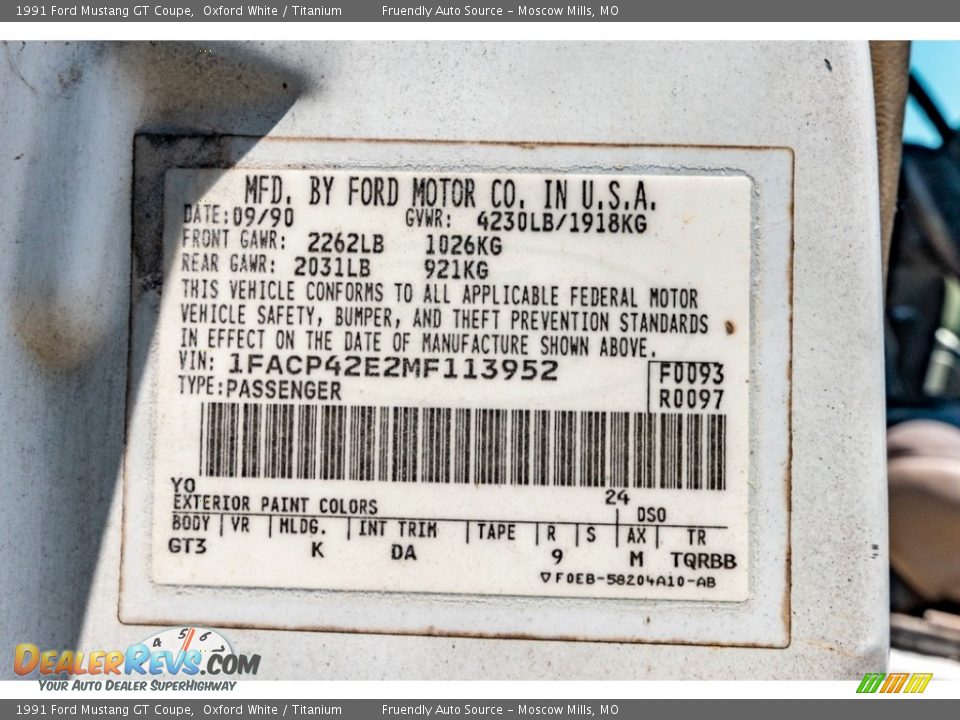 1991 Ford Mustang GT Coupe, Oxford White / Titanium Fruendly Auto Source - Moscow Mills, MO
MFD. BY FORD MOTOR CO. IN U.S.A.
DATE: 09/90 GVWR: 4230LB/1918KG
FRONT GAWR: 2262LB 1026KG
REAR GAWR: 2031LB 921KG
THIS VEHICLE CONFORMS TO ALL APPLICABLE FEDERAL MOTOR
VEHICLE SAFETY, BUMPER, AND THEFT PREVENTION STANDARDS
IN EFFECT ON THE DATE OF MANUFACTURE SHOWN ABOVE.
VIN: 1FACP42E2MF113952 F0093
TYPE: PASSENGER R0097
YO 24
EXTERIOR PAINT COLORS DSO
BODY VR MLDG. INT TRIM TAPE R S AX TR
GT3 K DA 9 M TQRBB
▽F0EB-58204A10-AB
DEALERREVS.COM
4 5 6
YOUR AUTO DEALER SUPERHIGHWAY
1991 Ford Mustang GT Coupe, Oxford White / Titanium Fruendly Auto Source - Moscow Mills, MO